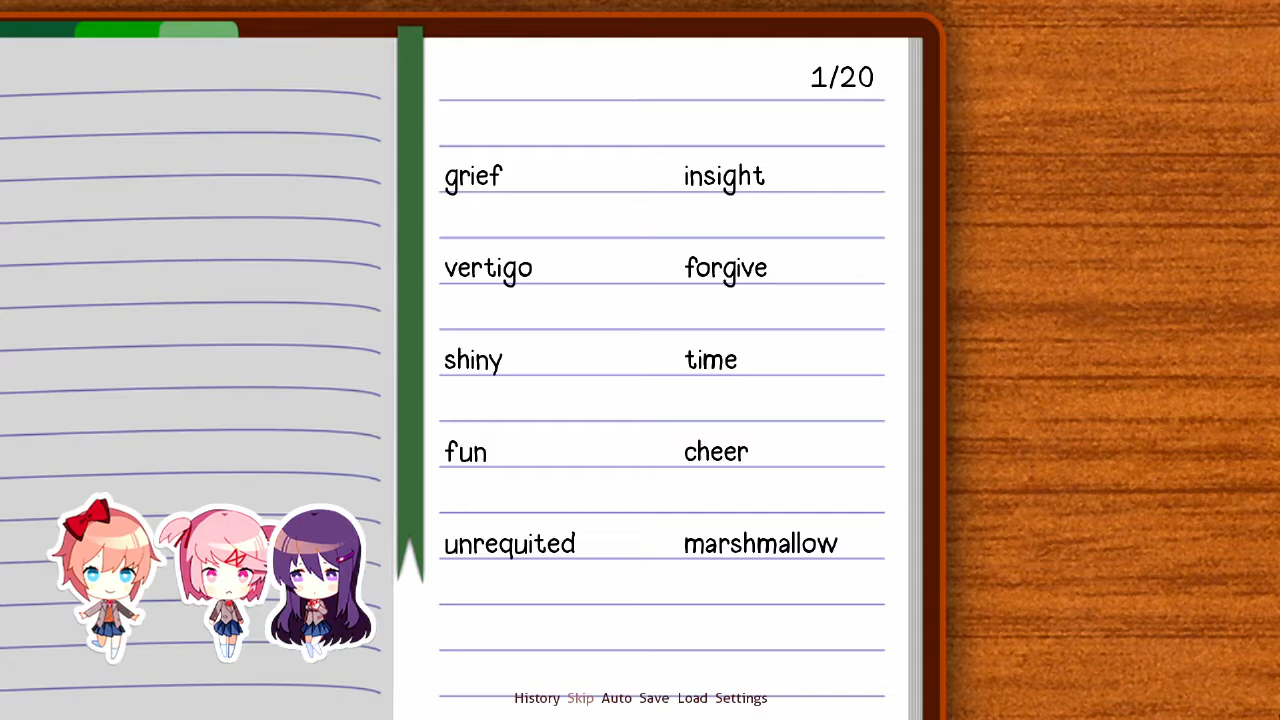 1/20
grief insight
vertigo forgive
shiny time
fun cheer
unrequited marshmallow
History Skip Auto Save Load Settings